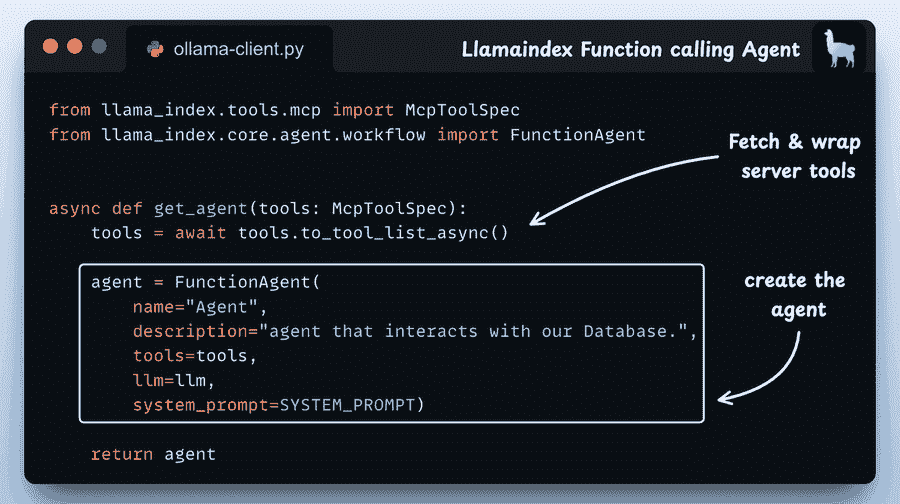 ollama-client.py
Llamaindex Function calling Agent
from llama_index.tools.mcp import McpToolSpec
from llama_index.core.agent.workflow import FunctionAgent
Fetch & wrap
server tools
async def get_agent(tools: McpToolSpec):
    tools = await tools.to_tool_list_async()
    agent = FunctionAgent(
        name="Agent",
        description="agent that interacts with our Database.",
        tools=tools,
        llm=llm,
        system_prompt=SYSTEM_PROMPT)
create the
agent
    return agent